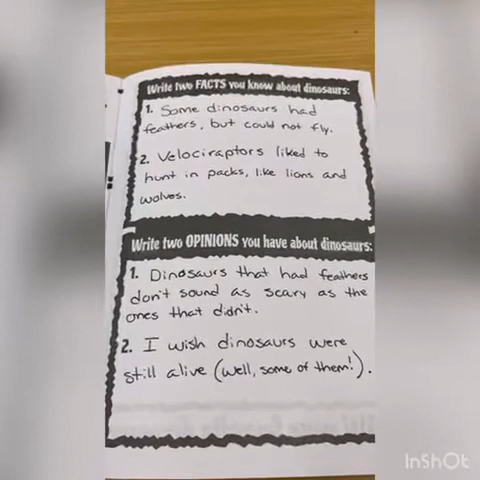 Write two FACTS you know about dinosaurs:
1. Some dinosaurs had
feathers, but could not fly.
2. Velociraptors liked to
hunt in packs, like lions and
wolves.
Write two OPINIONS you have about dinosaurs:
1. Dinosaurs that had feathers
don't sound as scary as the
ones that didn't.
2. I wish dinosaurs were
still alive (well, some of them!).
InShOt